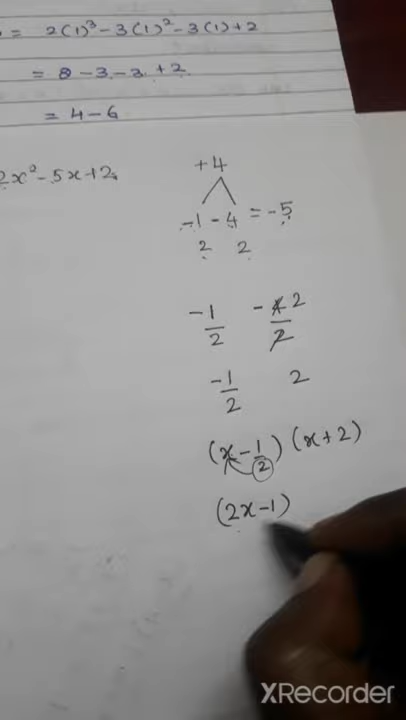 = 2(1)³-3(1)²-3(1)+2
= 8-3-3+2
= 4-6
2x²-5x+2
+4
-1 -4 = -5
2 2
-1/2 -4/2 2
-1/2 2
(x-1/2) (x+2)
(2x-1)
XRecorder